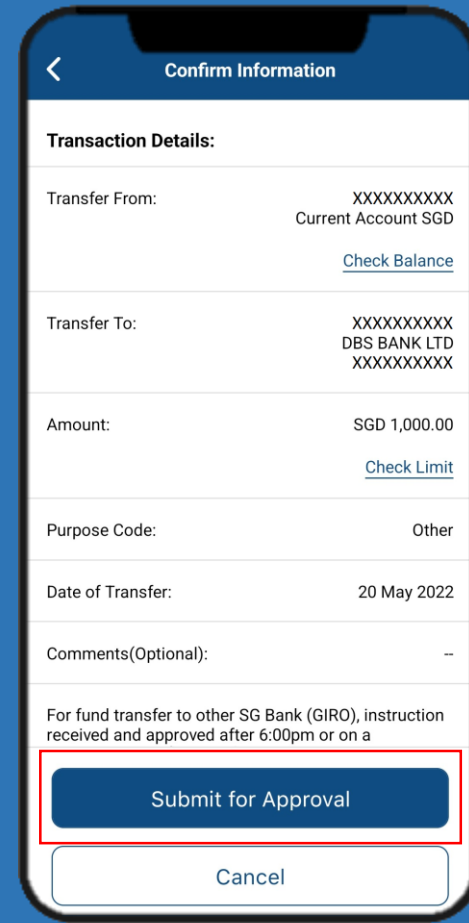 Confirm Information
Transaction Details:
Transfer From:
XXXXXXXXXX
Current Account SGD
Check Balance
Transfer To:
XXXXXXXXXX
DBS BANK LTD
XXXXXXXXXX
Amount:
SGD 1,000.00
Check Limit
Purpose Code:
Other
Date of Transfer:
20 May 2022
Comments(Optional):
--
For fund transfer to other SG Bank (GIRO), instruction
received and approved after 6:00pm or on a
Submit for Approval
Cancel